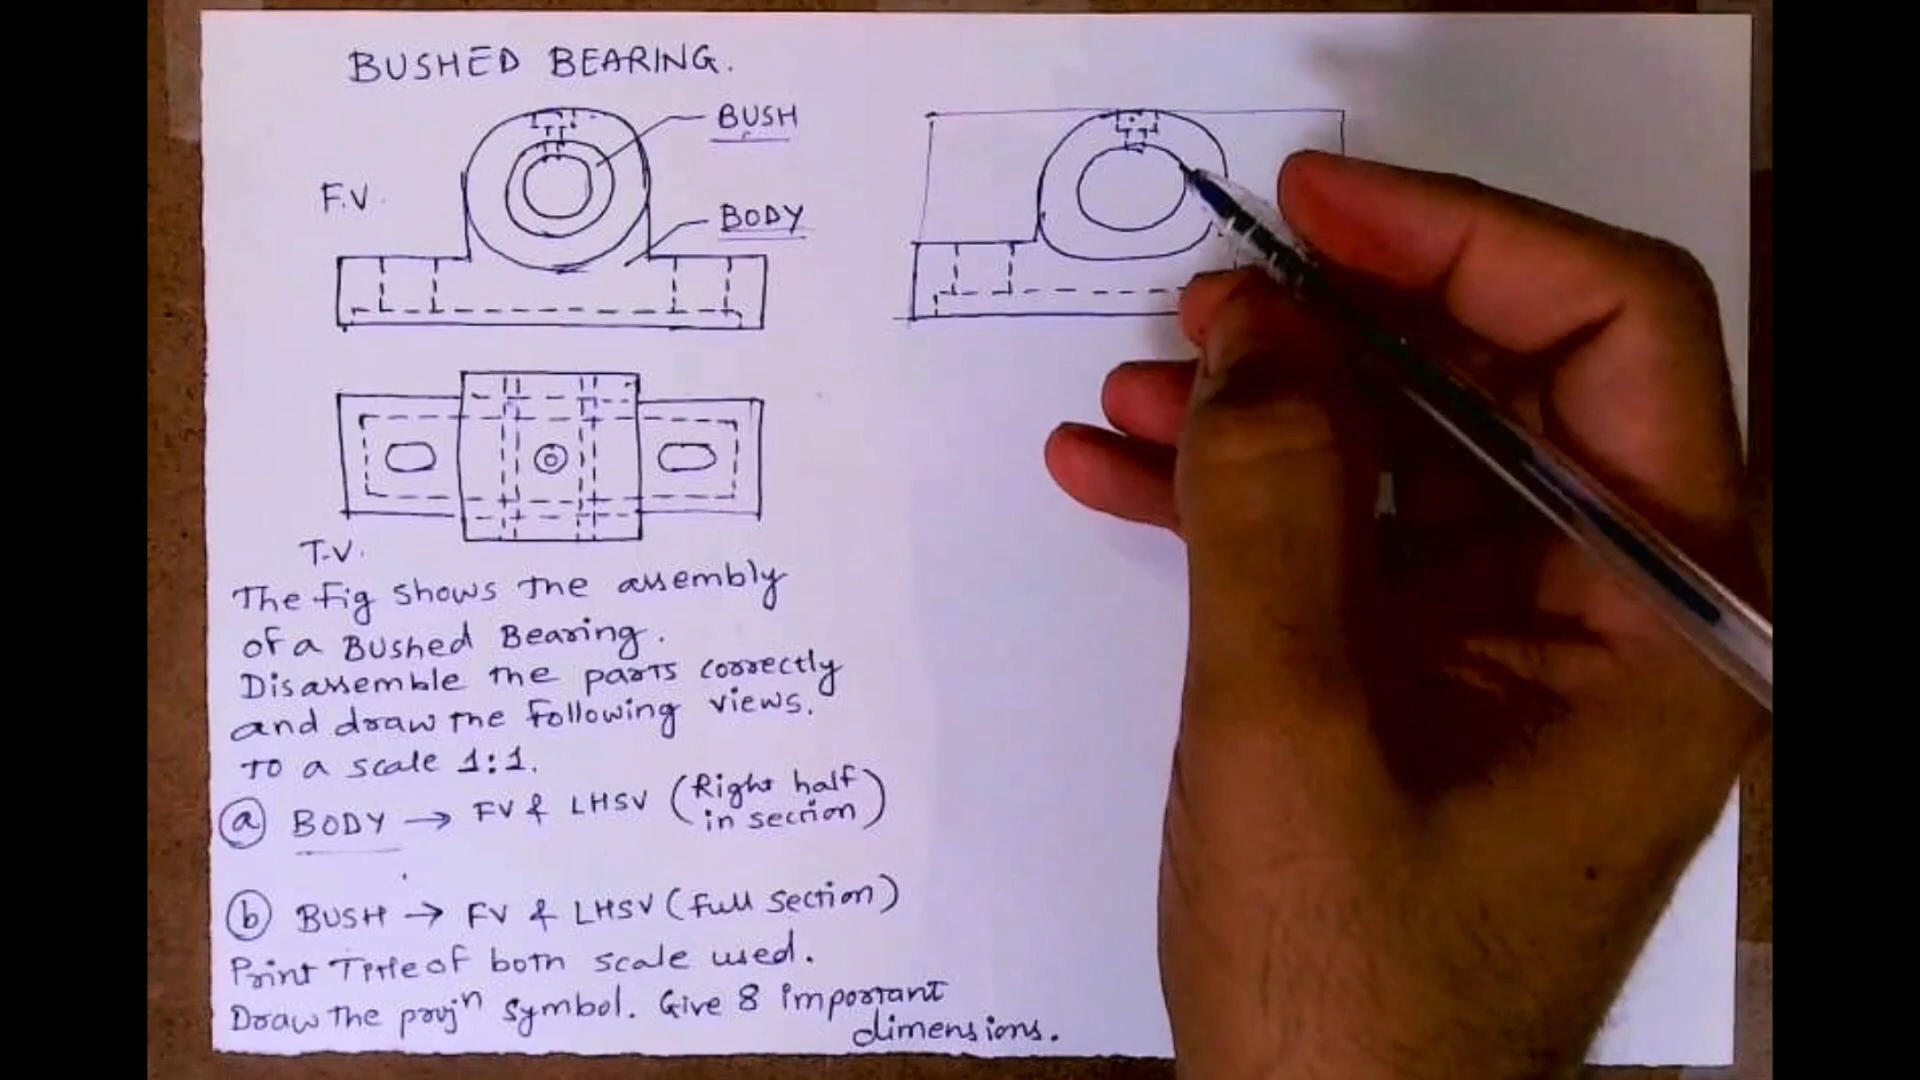 BUSHED BEARING.
BUSH
F.V.
BODY
T.V.
The Fig shows the assembly
of a Bushed Bearing.
Disassemble the parts correctly
and draw the following views.
To a scale 1:1.
(a) BODY → FV & LHSV (Right half in section)
(b) BUSH → FV & LHSV (Full section)
Print Title of both scale used.
Draw the projn symbol. Give 8 important
dimensions.